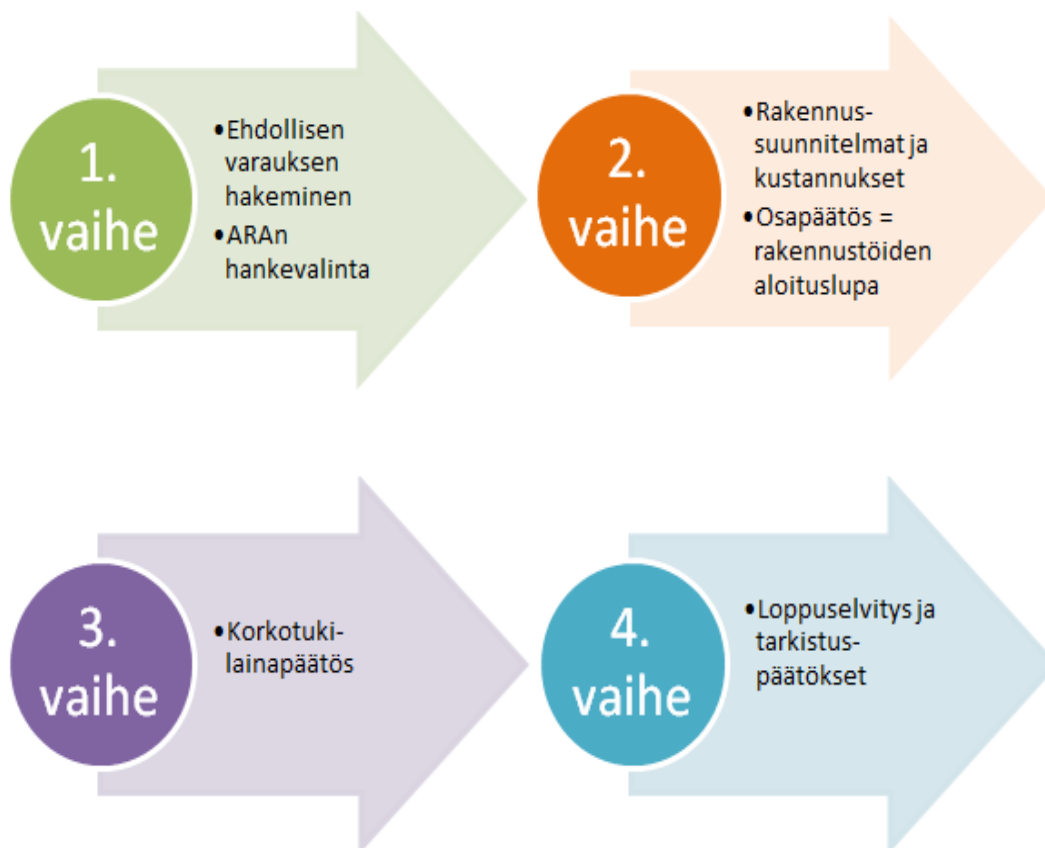 1.
vaihe
•Ehdollisen
varauksen
hakeminen
•ARAn
hankevalinta
2.
vaihe
•Rakennus-
suunnitelmat ja
kustannukset
•Osapäätös =
rakennustöiden
aloituslupa
3.
vaihe
•Korkotuki-
lainapäätös
4.
vaihe
•Loppuselvitys ja
tarkistus-
päätökset